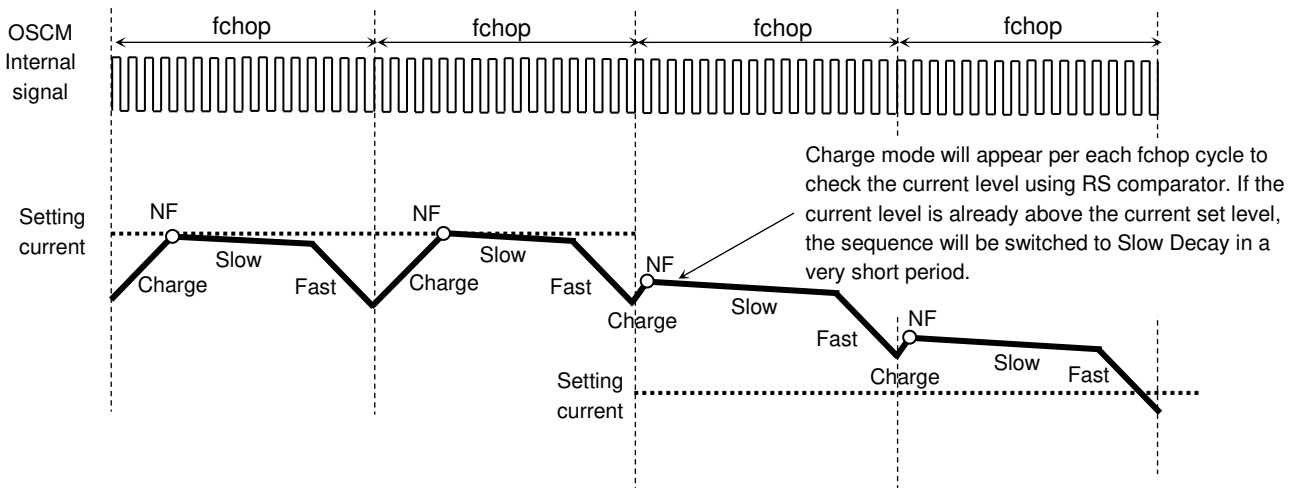 OSCM
Internal
signal
fchop
fchop
fchop
fchop
Charge mode will appear per each fchop cycle to
check the current level using RS comparator. If the
current level is already above the current set level,
the sequence will be switched to Slow Decay in a
very short period.
Setting
current
NF
Slow
Charge
Fast
NF
Slow
Charge
Fast
NF
Charge
Slow
Fast
NF
Charge
Slow
Fast
Setting
current